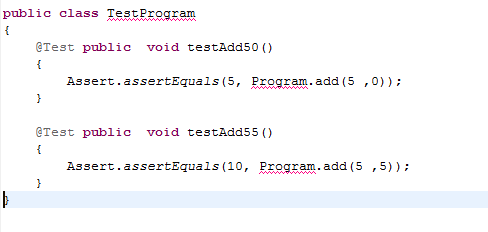 public class TestProgram
{
@Test public  void testAdd50()
{
Assert.assertEquals(5, Program.add(5 ,0));
}
@Test public  void testAdd55()
{
Assert.assertEquals(10, Program.add(5 ,5));
}
}